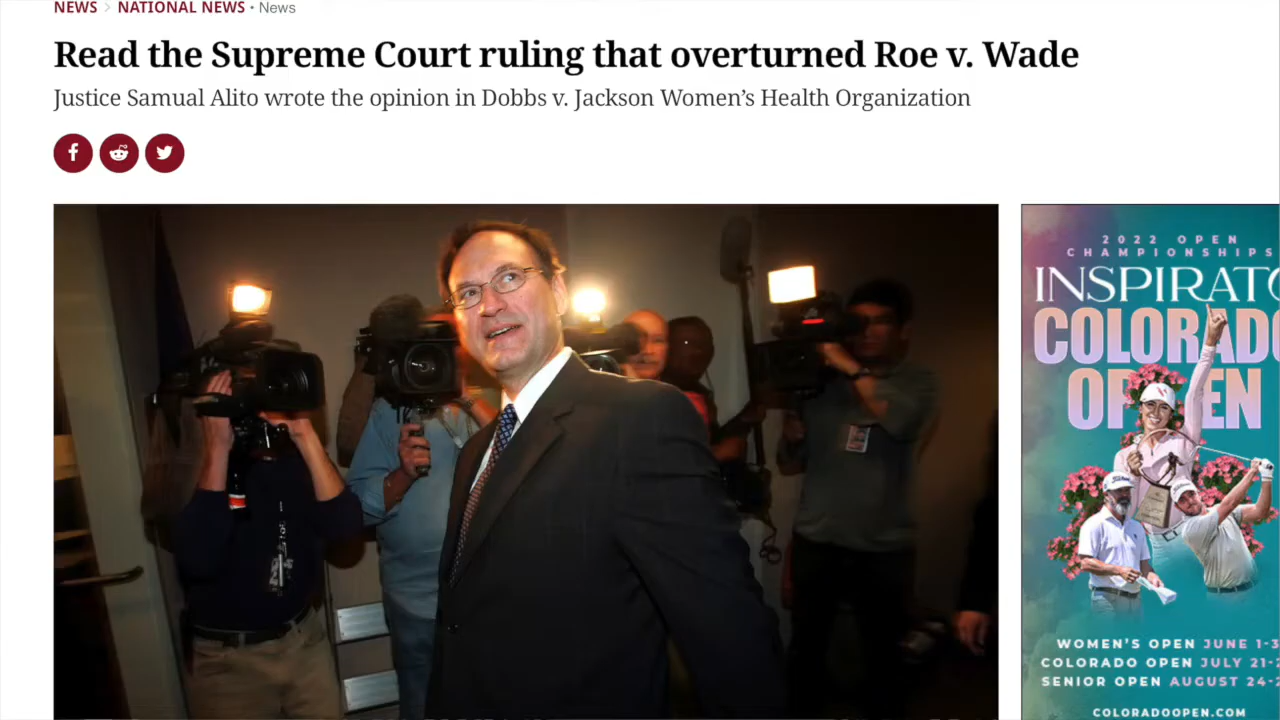 NEWS > NATIONAL NEWS • News
Read the Supreme Court ruling that overturned Roe v. Wade
Justice Samual Alito wrote the opinion in Dobbs v. Jackson Women’s Health Organization
2022 OPEN
CHAMPIONSHIPS
INSPIRATO
COLORADO
OPEN
WOMEN'S OPEN JUNE 1-3
COLORADO OPEN JULY 21-2
SENIOR OPEN AUGUST 24-2
COLORADOOPEN.COM